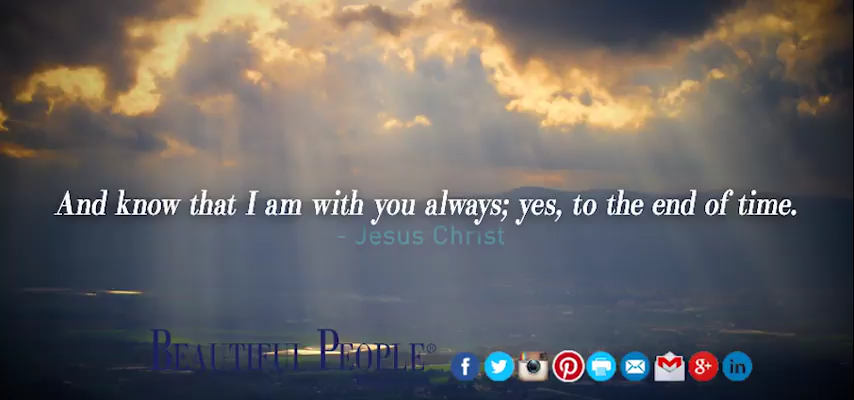 And know that I am with you always; yes, to the end of time.
- Jesus Christ
BEAUTIFUL PEOPLE®